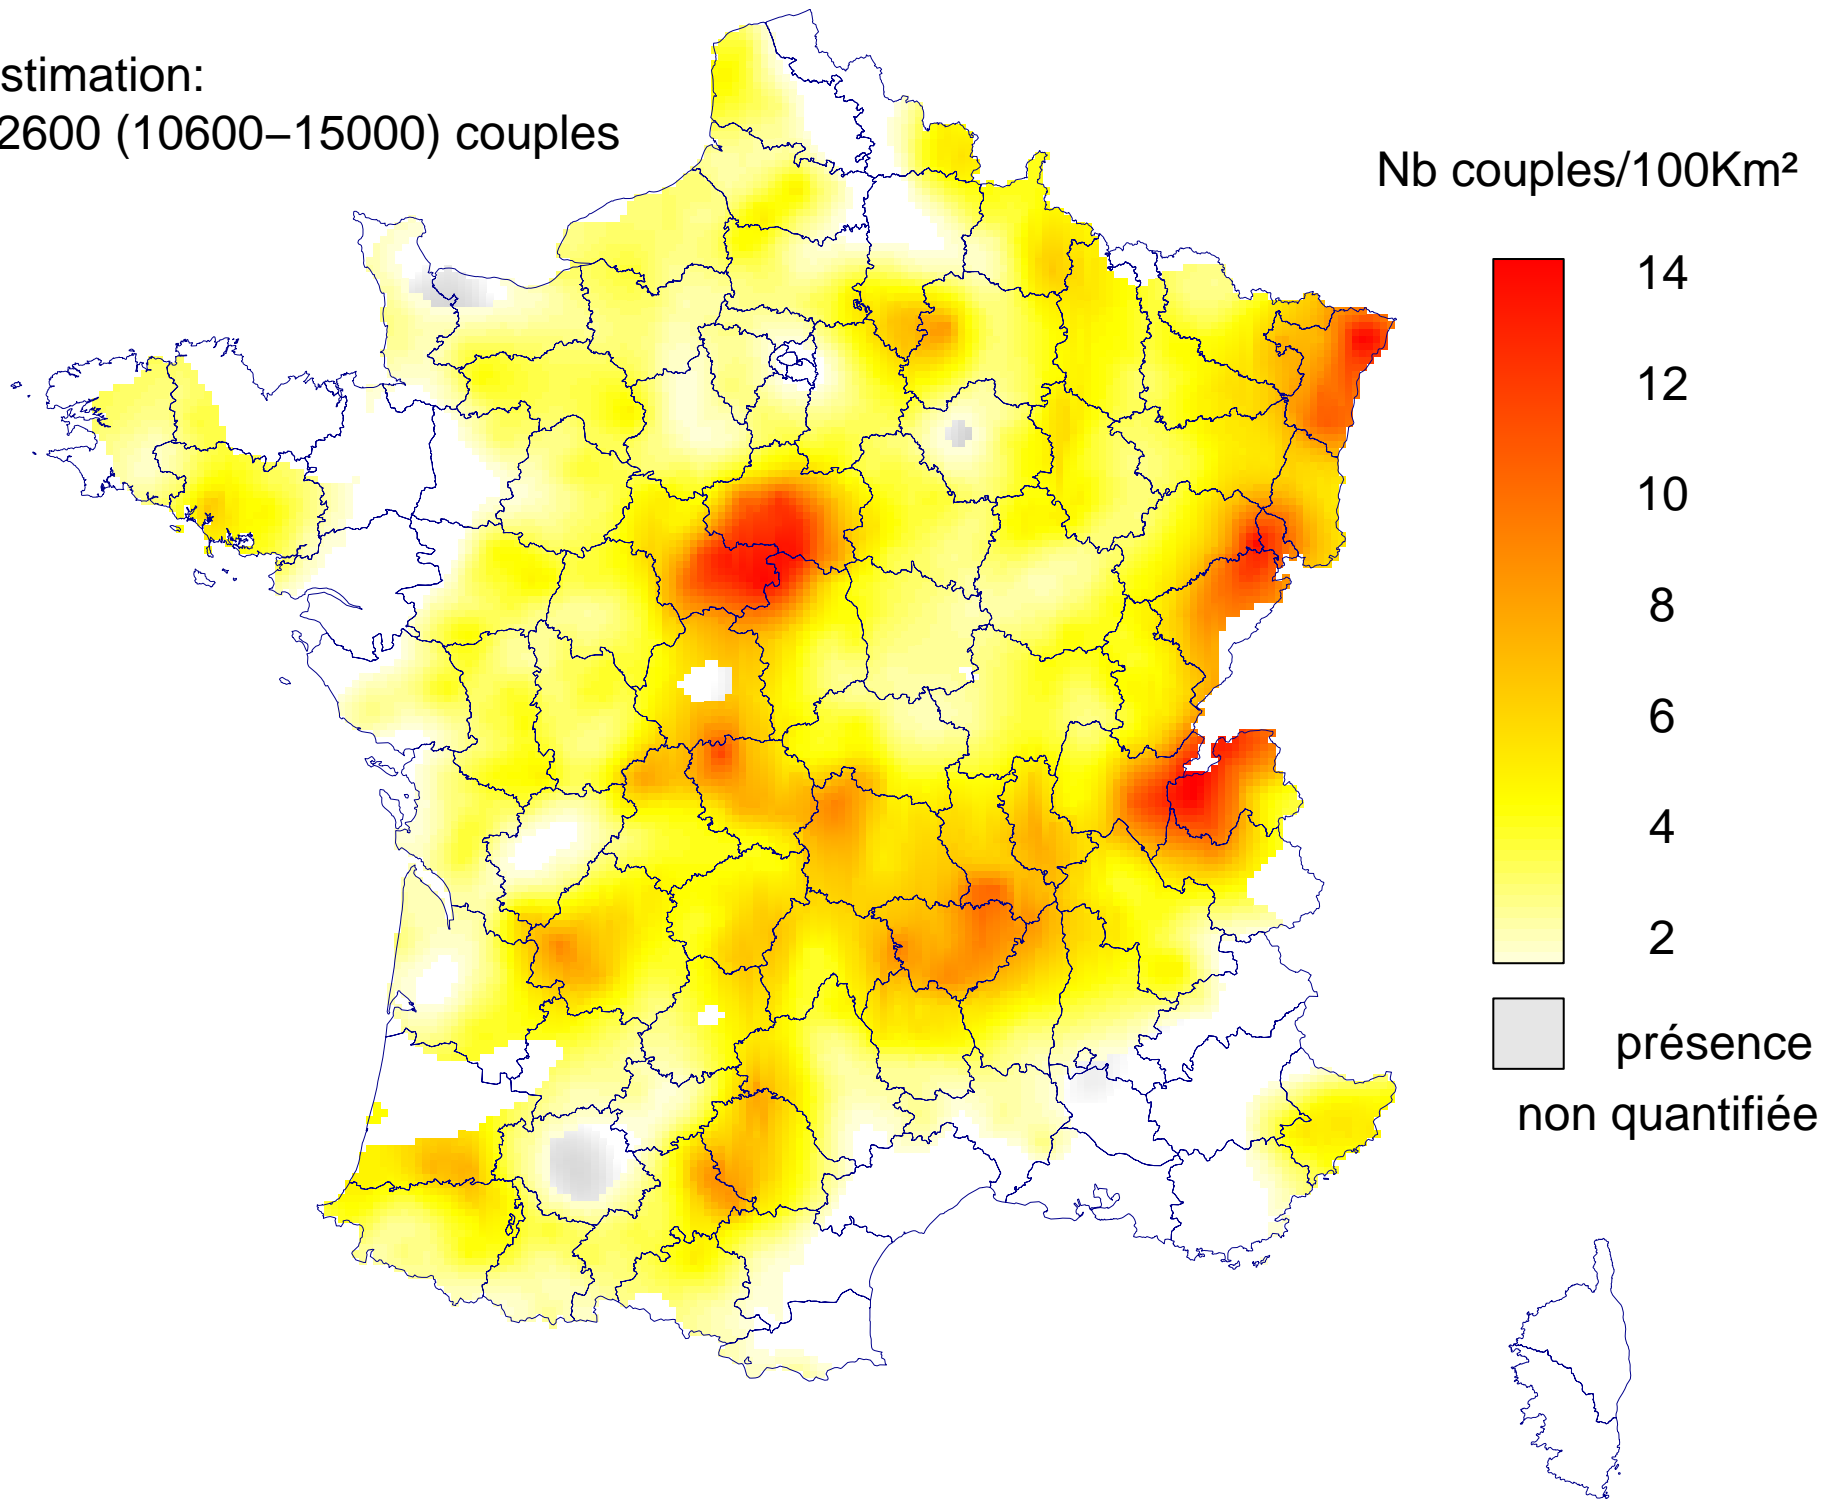 stimation:
2600 (10600–15000) couples
Nb couples/100Km²
14
12
10
8
6
4
2
présence
non quantifiée